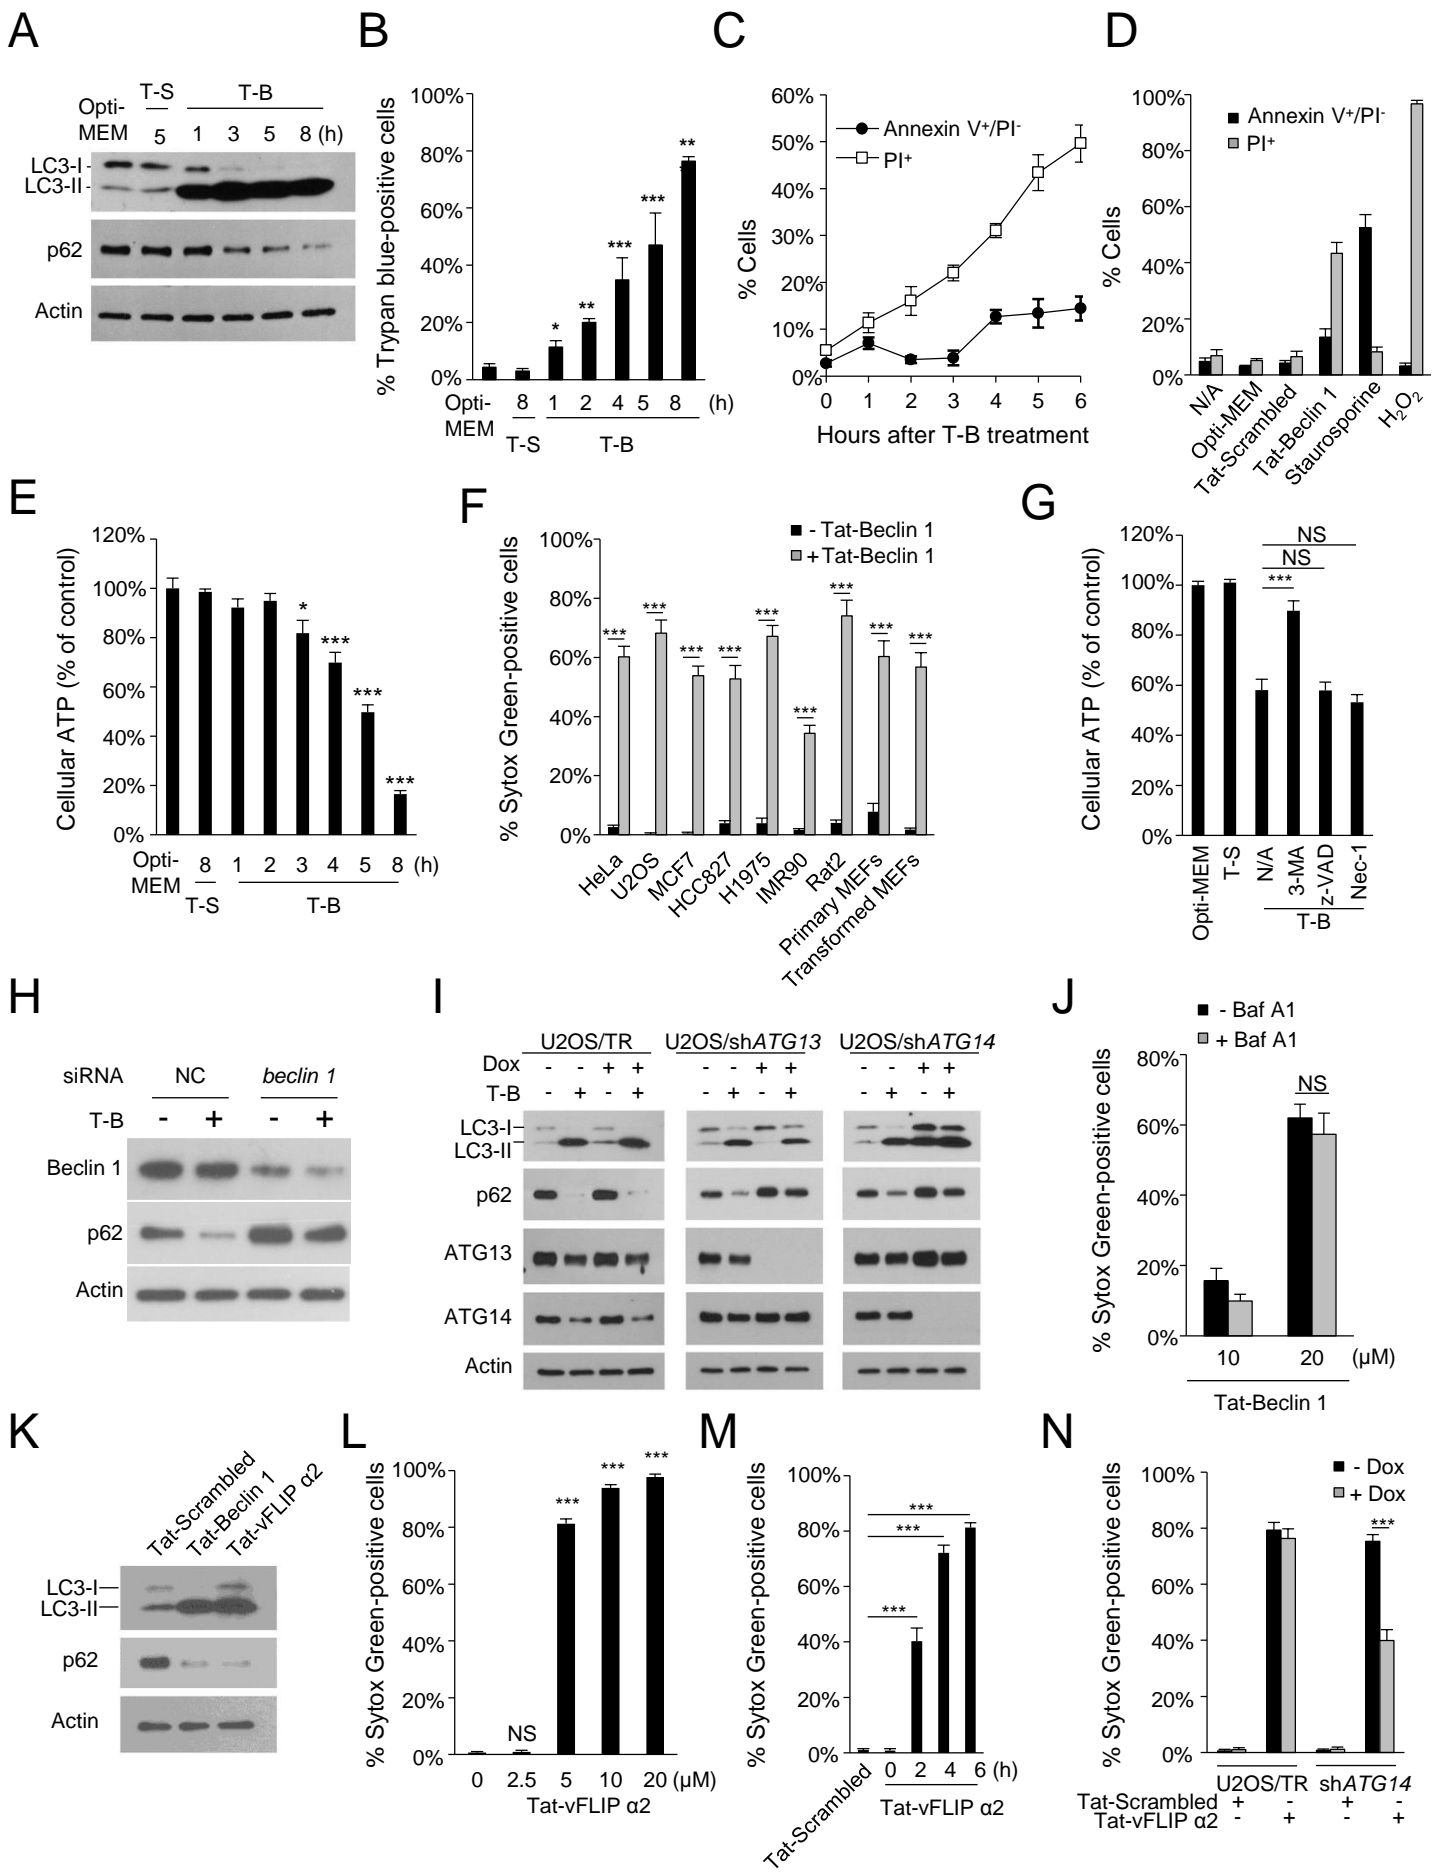 A
T-S
T-B
Opti-
MEM
5
1
3
5
8 (h)
LC3-I
LC3-II
p62
Actin
B
% Trypan blue-positive cells
100%
80%
60%
40%
20%
0%
*
**
***
***
**
Opti-
MEM
8
1
2
4
5
8
(h)
T-S
T-B
C
% Cells
60%
50%
40%
30%
20%
10%
0%
Annexin V+/PI-
PI+
0
1
2
3
4
5
6
Hours after T-B treatment
D
% Cells
100%
80%
60%
40%
20%
0%
Annexin V+/PI-
PI+
N/A
Opti-MEM
Tat-Scrambled
Tat-Beclin 1
Staurosporine
H2O2
E
Cellular ATP (% of control)
120%
100%
80%
60%
40%
20%
0%
*
***
***
***
Opti-
MEM
8
1
2
3
4
5
8
(h)
T-S
T-B
F
% Sytox Green-positive cells
- Tat-Beclin 1
+ Tat-Beclin 1
100%
80%
60%
40%
20%
0%
***
***
***
***
***
***
***
***
***
HeLa
U2OS
MCF7
HCC827
H1975
IMR90
Rat2
Primary MEFs
Transformed MEFs
G
Cellular ATP (% of control)
120%
100%
80%
60%
40%
20%
0%
NS
NS
***
Opti-MEM
T-S
N/A
3-MA
z-VAD
Nec-1
T-B
H
siRNA
NC
beclin 1
T-B
-
+
-
+
Beclin 1
p62
Actin
I
U2OS/TR
U2OS/shATG13
U2OS/shATG14
Dox
- - + +
- - + +
- - + +
T-B
- + - +
- + - +
- + - +
LC3-I
LC3-II
p62
ATG13
ATG14
Actin
J
- Baf A1
+ Baf A1
% Sytox Green-positive cells
80%
60%
40%
20%
0%
NS
10
20
(μM)
Tat-Beclin 1
K
Tat-Scrambled
Tat-Beclin 1
Tat-vFLIP α2
LC3-I
LC3-II
p62
Actin
L
% Sytox Green-positive cells
100%
80%
60%
40%
20%
0%
NS
***
***
***
0
2.5
5
10
20 (μM)
Tat-vFLIP α2
M
% Sytox Green-positive cells
100%
80%
60%
40%
20%
0%
***
***
***
Tat-Scrambled
0
2
4
6 (h)
Tat-vFLIP α2
N
- Dox
+ Dox
% Sytox Green-positive cells
100%
80%
60%
40%
20%
0%
***
U2OS/TR
shATG14
Tat-Scrambled + - + -
Tat-vFLIP α2 - + - +